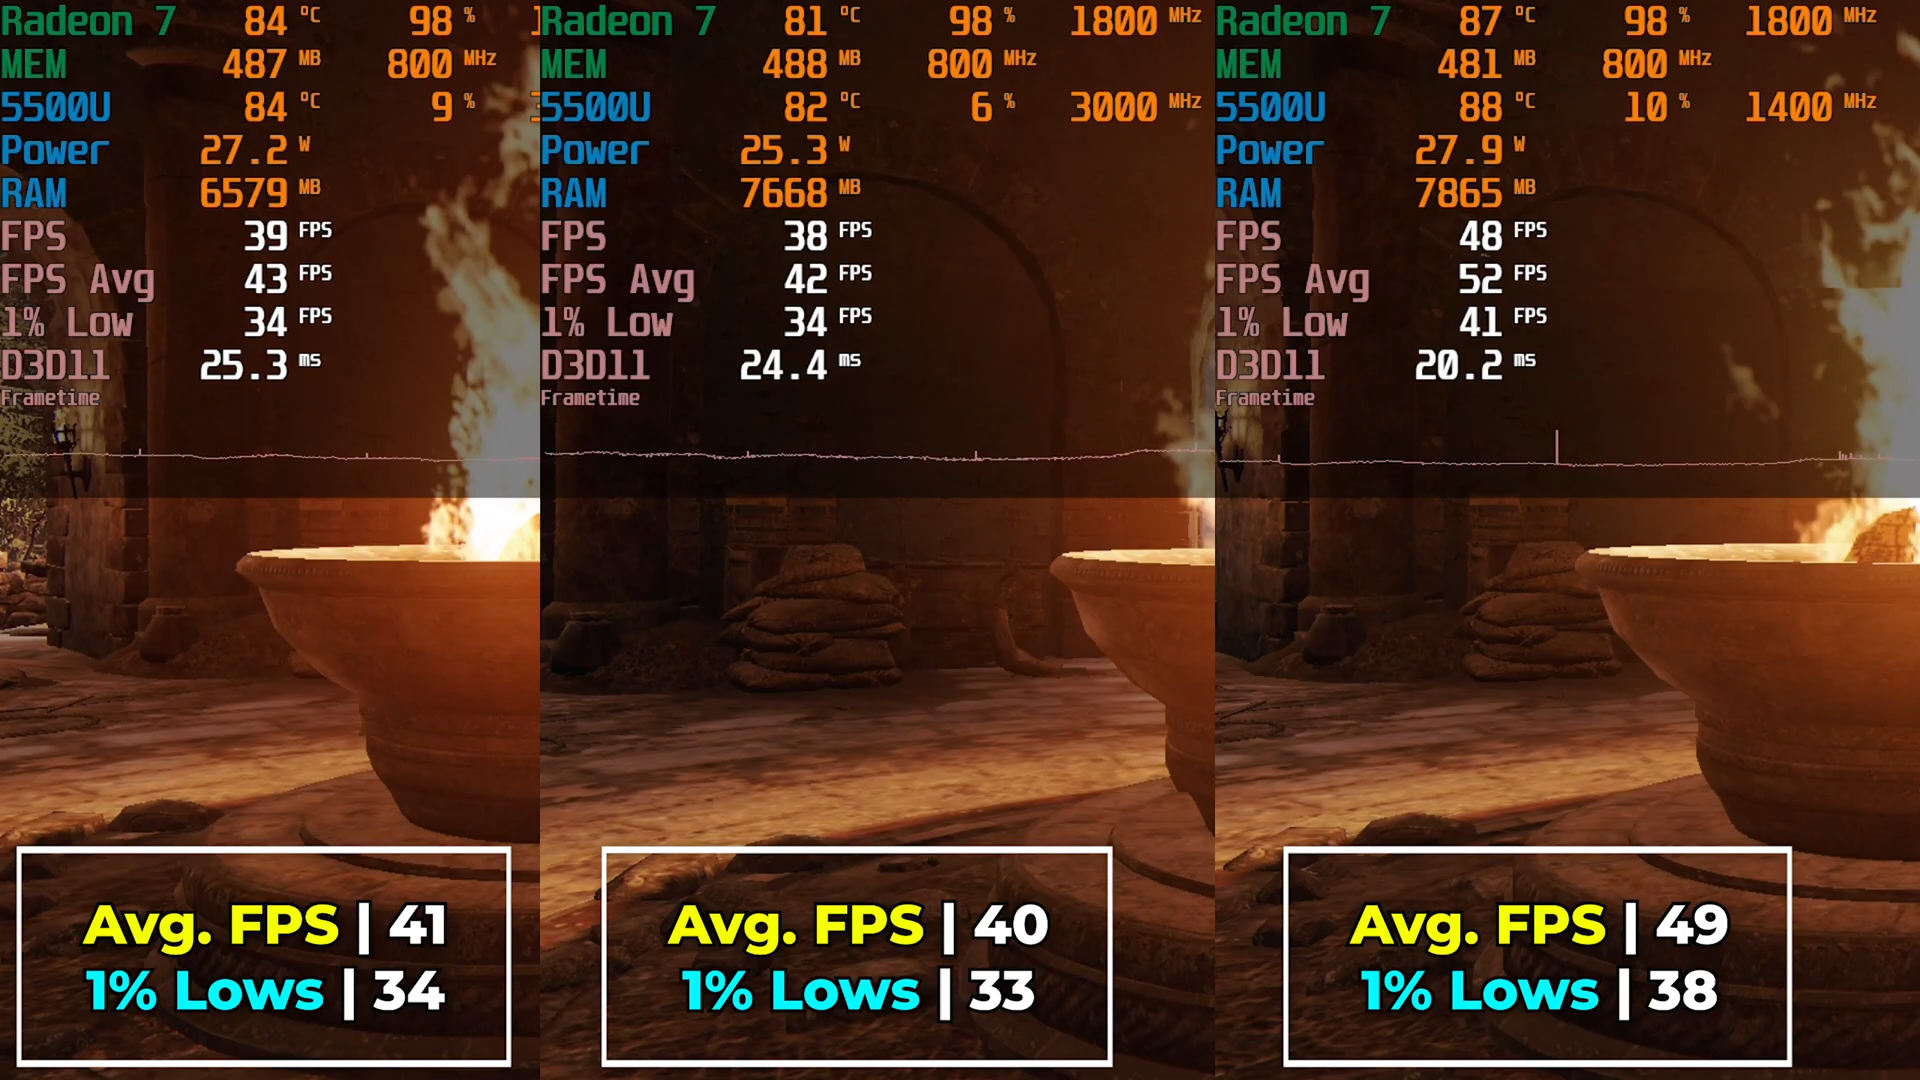 Radeon 7 84 °C 98 %
MEM 487 MB 800 MHz
5500U 84 °C 9 %
Power 27.2 W
RAM 6579 MB
FPS 39 FPS
FPS Avg 43 FPS
1% Low 34 FPS
D3D11 25.3 ms
Frametime
Avg. FPS | 41
1% Lows | 34
Radeon 7 81 °C 98 % 1800 MHz
MEM 488 MB 800 MHz
5500U 82 °C 6 % 3000 MHz
Power 25.3 W
RAM 7668 MB
FPS 38 FPS
FPS Avg 42 FPS
1% Low 34 FPS
D3D11 24.4 ms
Frametime
Avg. FPS | 40
1% Lows | 33
Radeon 7 87 °C 98 % 1800 MHz
MEM 481 MB 800 MHz
5500U 88 °C 10 % 1400 MHz
Power 27.9 W
RAM 7865 MB
FPS 48 FPS
FPS Avg 52 FPS
1% Low 41 FPS
D3D11 20.2 ms
Frametime
Avg. FPS | 49
1% Lows | 38